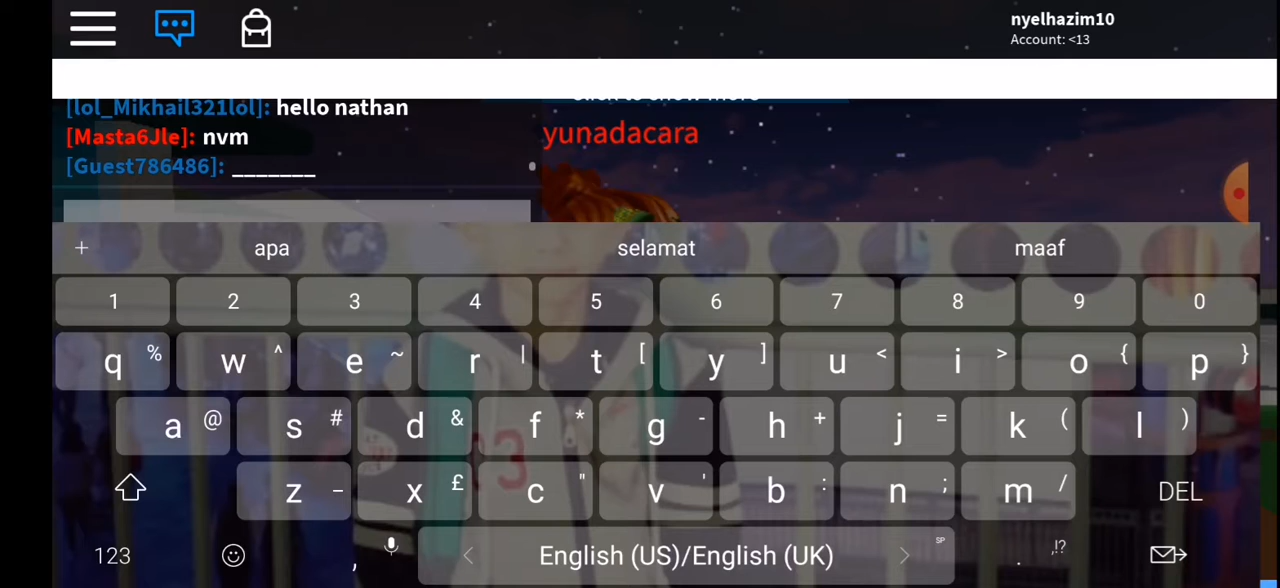 nyelhazim10
Account: <13
[lol_Mikhail321lol]: hello nathan
[Masta6Jle]: nvm
[Guest786486]: _______
yunadacara
+ apa selamat maaf
1 2 3 4 5 6 7 8 9 0
q % w ^ e ~ r | t [ y ] u < i > o { p }
a @ s # d & f * g - h + j = k ( l )
z _ x £ c " v ' b : n ; m / DEL
123 , < English (US)/English (UK) > SP . ,!?